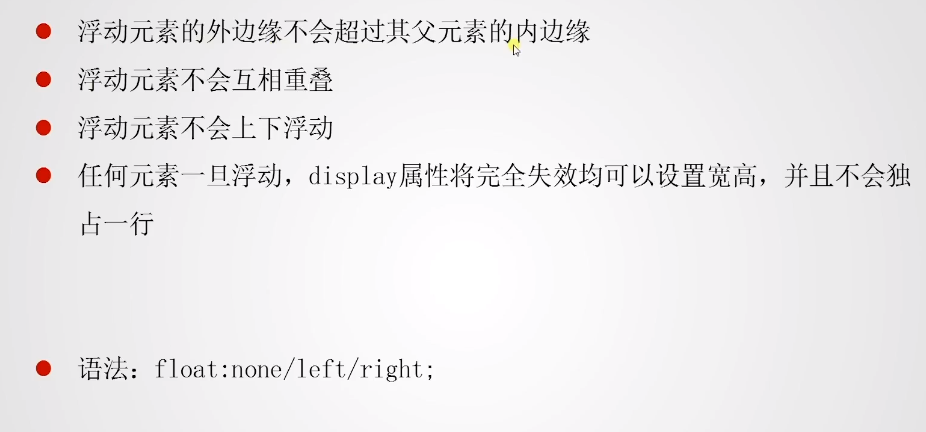 浮动元素的外边缘不会超过其父元素的内边缘
浮动元素不会互相重叠
浮动元素不会上下浮动
任何元素一旦浮动，display属性将完全失效均可以设置宽高，并且不会独
占一行
语法：float:none/left/right;